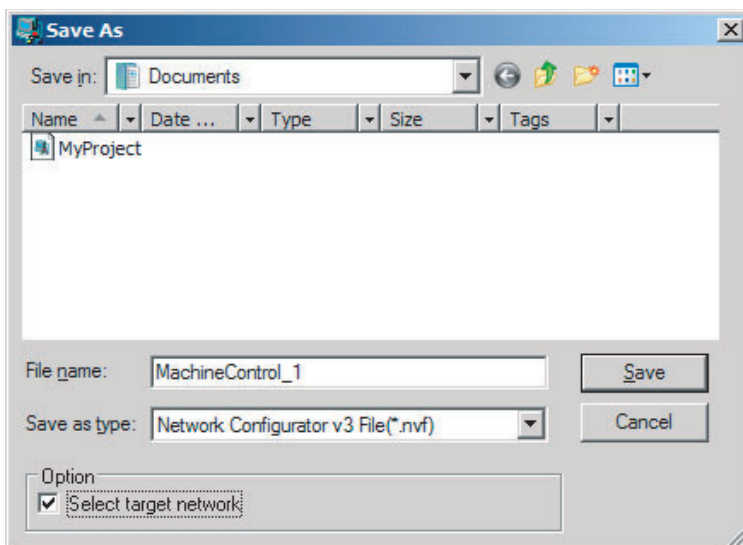 Save As
Save in: Documents
Name Date ... Type Size Tags
MyProject
File name: MachineControl_1 Save
Save as type: Network Configurator v3 File(*.nvf) Cancel
Option
Select target network